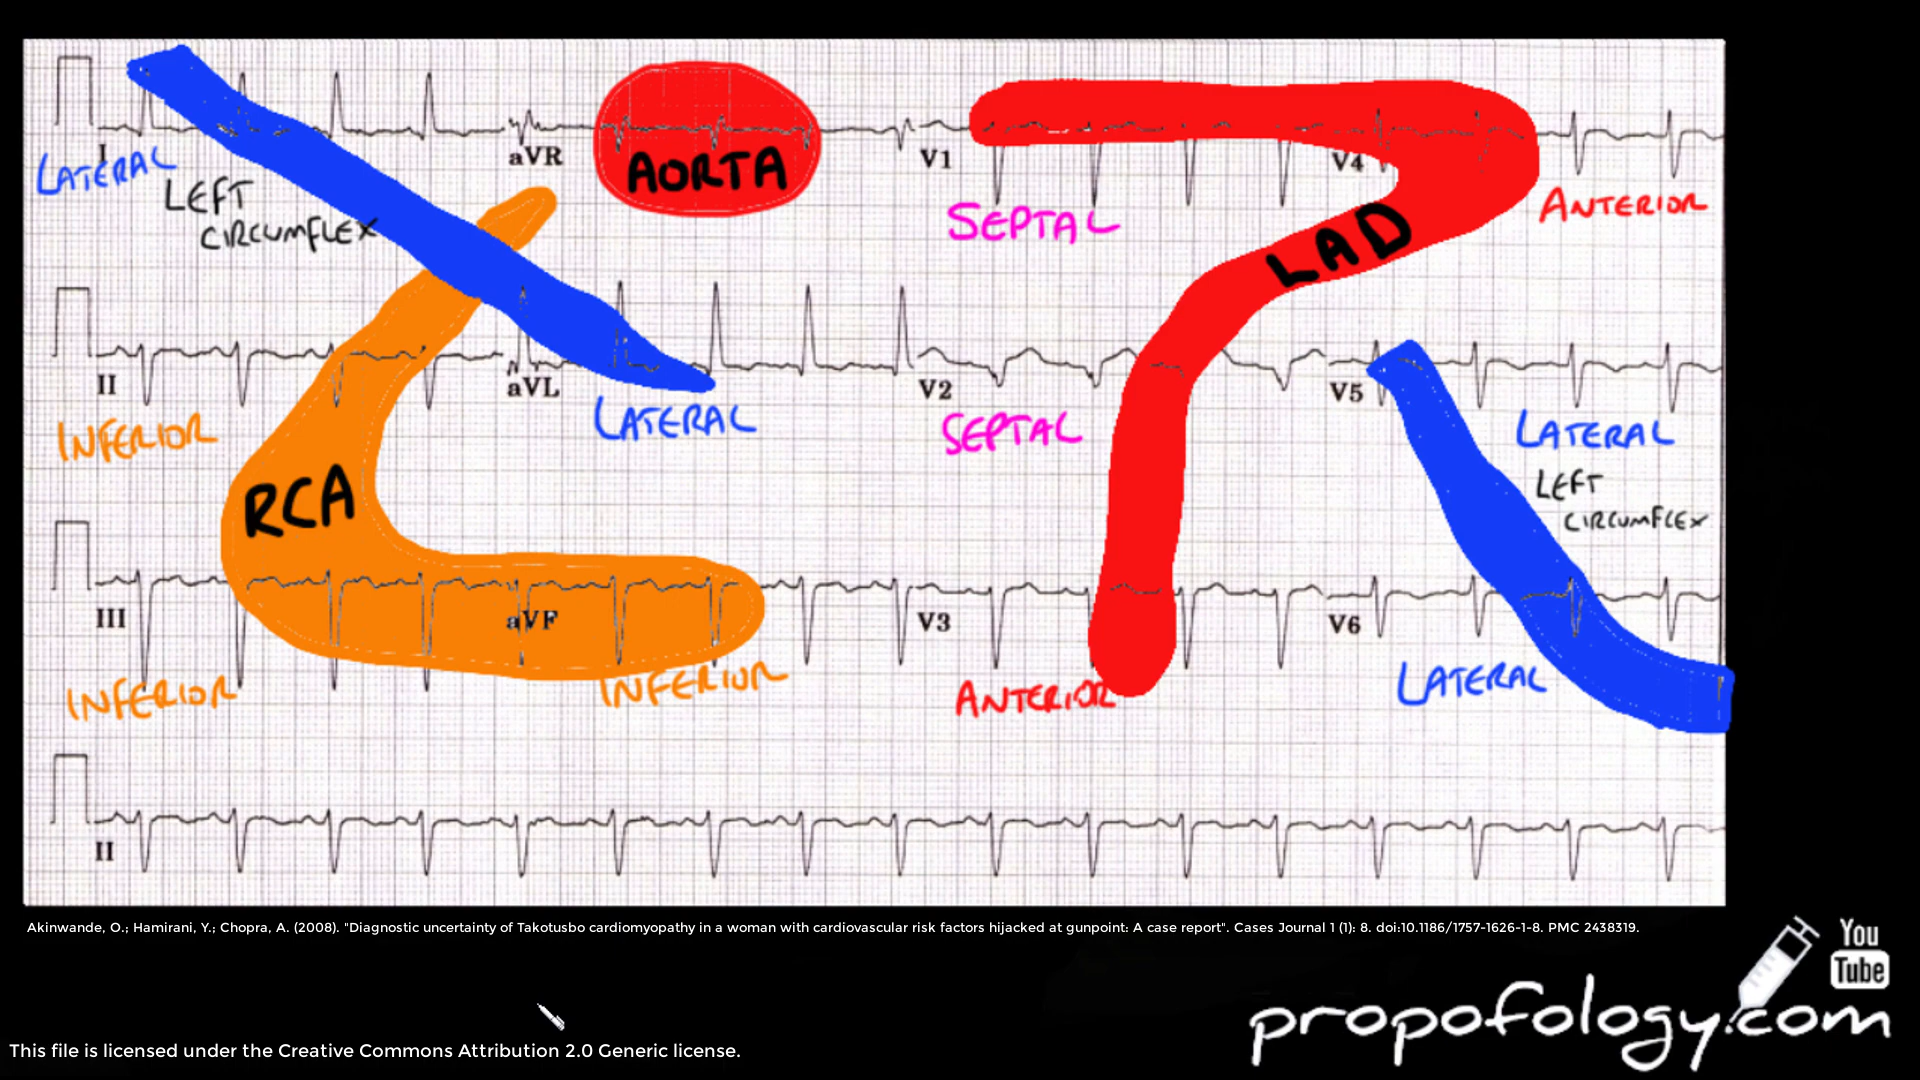 I
aVR
AORTA
V1
V4
LATERAL
LEFT
CIRCUMFLEX
SEPTAL
LAD
ANTERIOR
II
aVL
V2
V5
INFERIOR
LATERAL
SEPTAL
LATERAL
LEFT
CIRCUMFLEX
RCA
III
aVF
V3
V6
INFERIOR
INFERIOR
ANTERIOR
LATERAL
II
Akinwande, O.; Hamirani, Y.; Chopra, A. (2008). "Diagnostic uncertainty of Takotusbo cardiomyopathy in a woman with cardiovascular risk factors hijacked at gunpoint: A case report". Cases Journal 1 (1): 8. doi:10.1186/1757-1626-1-8. PMC 2438319.
You
Tube
propofology.com
This file is licensed under the Creative Commons Attribution 2.0 Generic license.